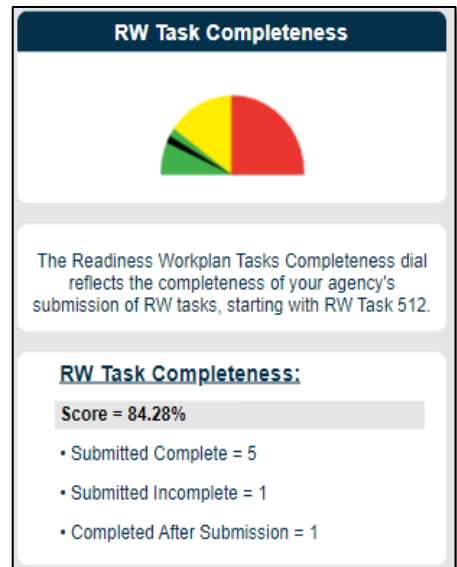 RW Task Completeness
The Readiness Workplan Tasks Completeness dial
reflects the completeness of your agency's
submission of RW tasks, starting with RW Task 512.
RW Task Completeness:
Score = 84.28%
• Submitted Complete = 5
• Submitted Incomplete = 1
• Completed After Submission = 1